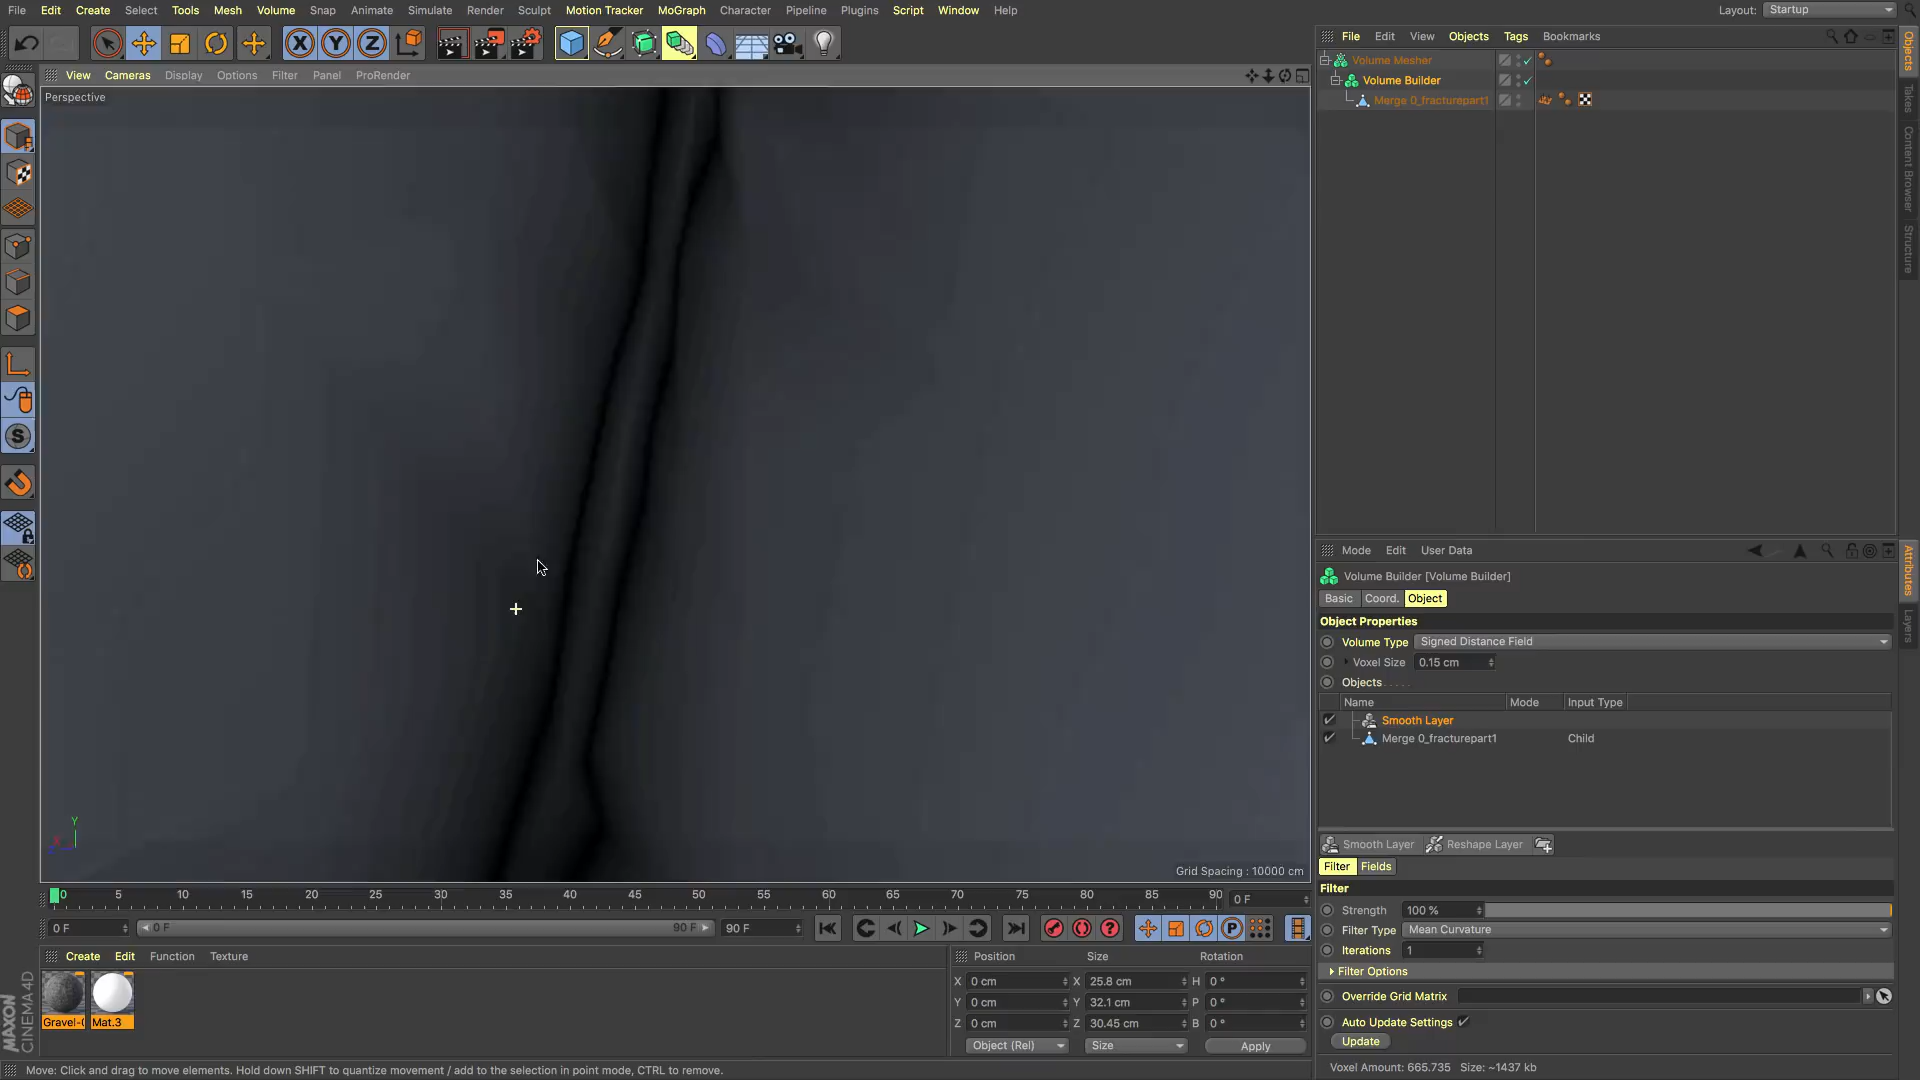 File Edit Create Select Tools Mesh Volume Snap Animate Simulate Render Sculpt Motion Tracker MoGraph Character Pipeline Plugins Script Window Help Layout: Startup
File Edit View Objects Tags Bookmarks
Volume Mesher
Volume Builder
Merge 0_fracturepart1
View Cameras Display Options Filter Panel ProRender
Perspective
Objects
Takes
Content Browser
Structure
Y
Grid Spacing : 10000 cm
Mode Edit User Data
Volume Builder [Volume Builder]
Basic Coord. Object
Object Properties
Volume Type Signed Distance Field
Voxel Size 0.15 cm
Objects
Name Mode Input Type
Smooth Layer
Merge 0_fracturepart1 Child
Smooth Layer Reshape Layer
Filter Fields
Filter
Strength 100 %
Filter Type Mean Curvature
Iterations 1
Filter Options
Override Grid Matrix
Auto Update Settings
Update
Voxel Amount: 665.735 Size: ~1437 kb
Attributes
Layers
0 5 10 15 20 25 30 35 40 45 50 55 60 65 70 75 80 85 90 0 F
0 F 0 F 90 F 90 F
Create Edit Function Texture
Gravel-0 Mat.3
Position Size Rotation
X 0 cm X 25.8 cm H 0 °
Y 0 cm Y 32.1 cm P 0 °
Z 0 cm Z 30.45 cm B 0 °
Object (Rel) Size Apply
MAXON
CINEMA 4D
Move: Click and drag to move elements. Hold down SHIFT to quantize movement / add to the selection in point mode, CTRL to remove.